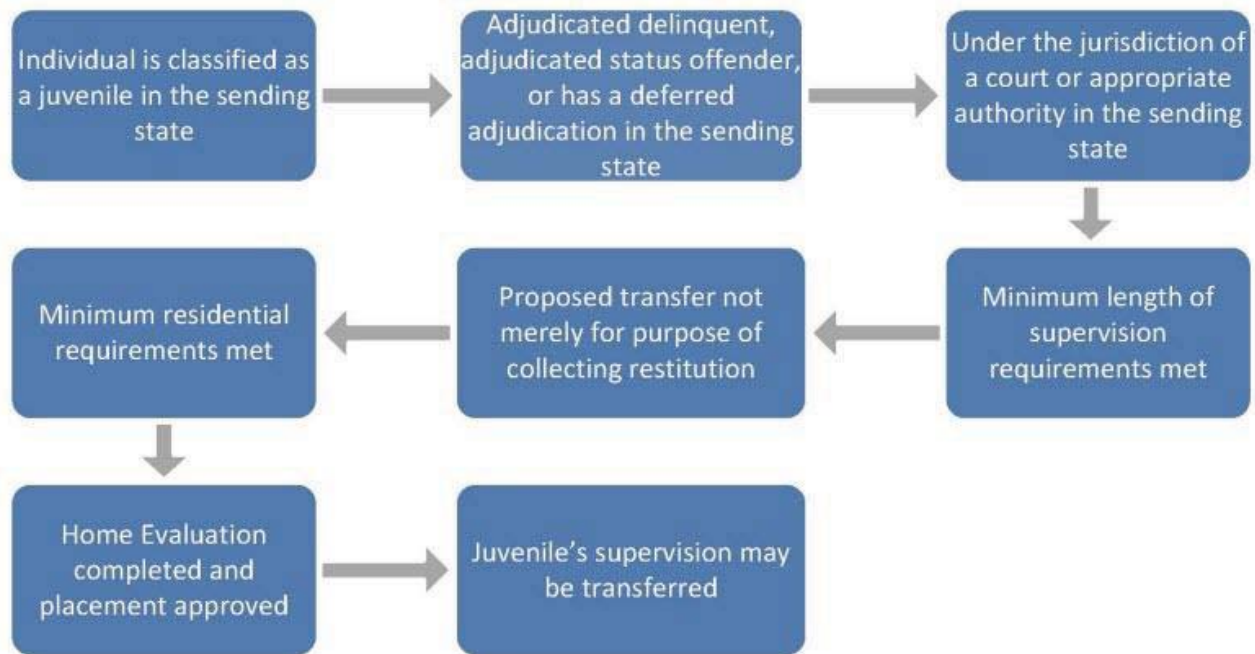 Individual is classified as
a juvenile in the sending
state
Adjudicated delinquent,
adjudicated status offender,
or has a deferred
adjudication in the sending
state
Under the jurisdiction of
a court or appropriate
authority in the sending
state
Minimum length of
supervision
requirements met
Proposed transfer not
merely for purpose of
collecting restitution
Minimum residential
requirements met
Home Evaluation
completed and
placement approved
Juvenile’s supervision may
be transferred